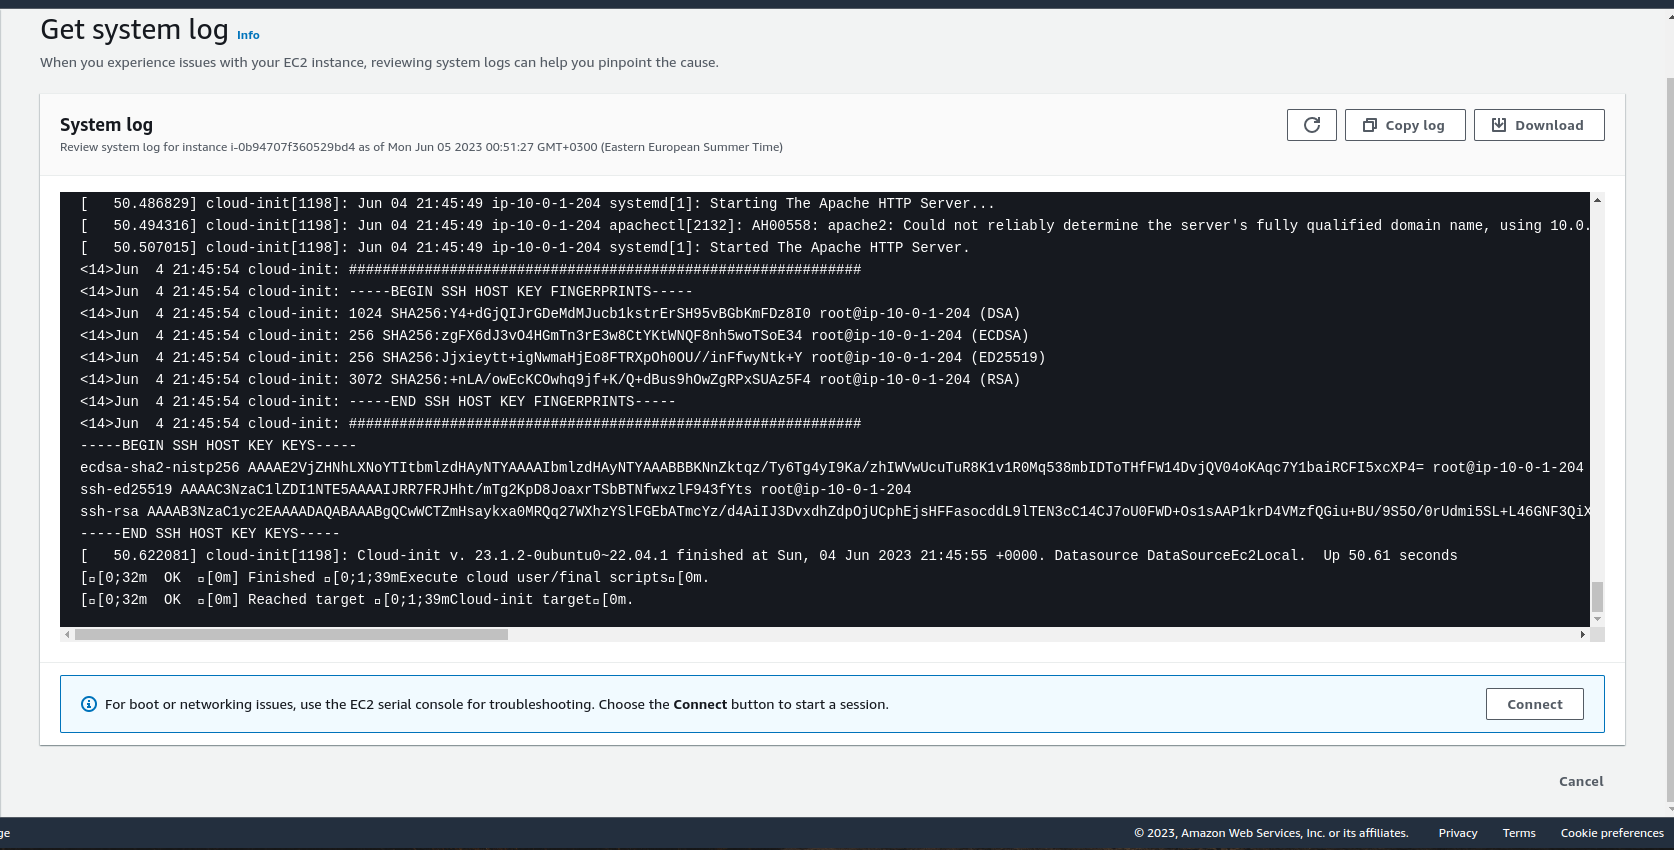 Get system log Info
When you experience issues with your EC2 instance, reviewing system logs can help you pinpoint the cause.
System log
Review system log for instance i-0b94707f360529bd4 as of Mon Jun 05 2023 00:51:27 GMT+0300 (Eastern European Summer Time)
Copy log
Download
[   50.486829] cloud-init[1198]: Jun 04 21:45:49 ip-10-0-1-204 systemd[1]: Starting The Apache HTTP Server...
[   50.494316] cloud-init[1198]: Jun 04 21:45:49 ip-10-0-1-204 apachectl[2132]: AH00558: apache2: Could not reliably determine the server's fully qualified domain name, using 10.0.
[   50.507015] cloud-init[1198]: Jun 04 21:45:49 ip-10-0-1-204 systemd[1]: Started The Apache HTTP Server.
<14>Jun  4 21:45:54 cloud-init: #############################################################
<14>Jun  4 21:45:54 cloud-init: -----BEGIN SSH HOST KEY FINGERPRINTS-----
<14>Jun  4 21:45:54 cloud-init: 1024 SHA256:Y4+dGjQIJrGDeMdMJucb1kstrErSH95vBGbKmFDz8I0 root@ip-10-0-1-204 (DSA)
<14>Jun  4 21:45:54 cloud-init: 256 SHA256:zgFX6dJ3vO4HGmTn3rE3w8CtYKtWNQF8nh5woTSoE34 root@ip-10-0-1-204 (ECDSA)
<14>Jun  4 21:45:54 cloud-init: 256 SHA256:Jjxieytt+igNwmaHjEo8FTRXpOh0OU//inFfwyNtk+Y root@ip-10-0-1-204 (ED25519)
<14>Jun  4 21:45:54 cloud-init: 3072 SHA256:+nLA/owEcKCOwhq9jf+K/Q+dBus9hOwZgRPxSUAz5F4 root@ip-10-0-1-204 (RSA)
<14>Jun  4 21:45:54 cloud-init: -----END SSH HOST KEY FINGERPRINTS-----
<14>Jun  4 21:45:54 cloud-init: #############################################################
-----BEGIN SSH HOST KEY KEYS-----
ecdsa-sha2-nistp256 AAAAE2VjZHNhLXNoYTItbmlzdHAyNTYAAAAIbmlzdHAyNTYAAABBBKNnZktqz/Ty6Tg4yI9Ka/zhIWVwUcuTuR8K1v1R0Mq538mbIDToTHfFW14DvjQV04oKAqc7Y1baiRCFI5xcXP4= root@ip-10-0-1-204
ssh-ed25519 AAAAC3NzaC1lZDI1NTE5AAAAIJRR7FRJHht/mTg2KpD8JoaxrTSbBTNfwxzlF943fYts root@ip-10-0-1-204
ssh-rsa AAAAB3NzaC1yc2EAAAADAQABAAABgQCwWCTZmHsaykxa0MRQq27WXhzYSlFGEbATmcYz/d4AiIJ3DvxdhZdpOjUCphEjsHFFasocddL9lTEN3cC14CJ7oU0FWD+Os1sAAP1krD4VMzfQGiu+BU/9S5O/0rUdmi5SL+L46GNF3QiX
-----END SSH HOST KEY KEYS-----
[   50.622081] cloud-init[1198]: Cloud-init v. 23.1.2-0ubuntu0~22.04.1 finished at Sun, 04 Jun 2023 21:45:55 +0000. Datasource DataSourceEc2Local.  Up 50.61 seconds
[▯[0;32m  OK  ▯[0m] Finished ▯[0;1;39mExecute cloud user/final scripts▯[0m.
[▯[0;32m  OK  ▯[0m] Reached target ▯[0;1;39mCloud-init target▯[0m.
For boot or networking issues, use the EC2 serial console for troubleshooting. Choose the Connect button to start a session.
Connect
Cancel
ge
© 2023, Amazon Web Services, Inc. or its affiliates. Privacy Terms Cookie preferences